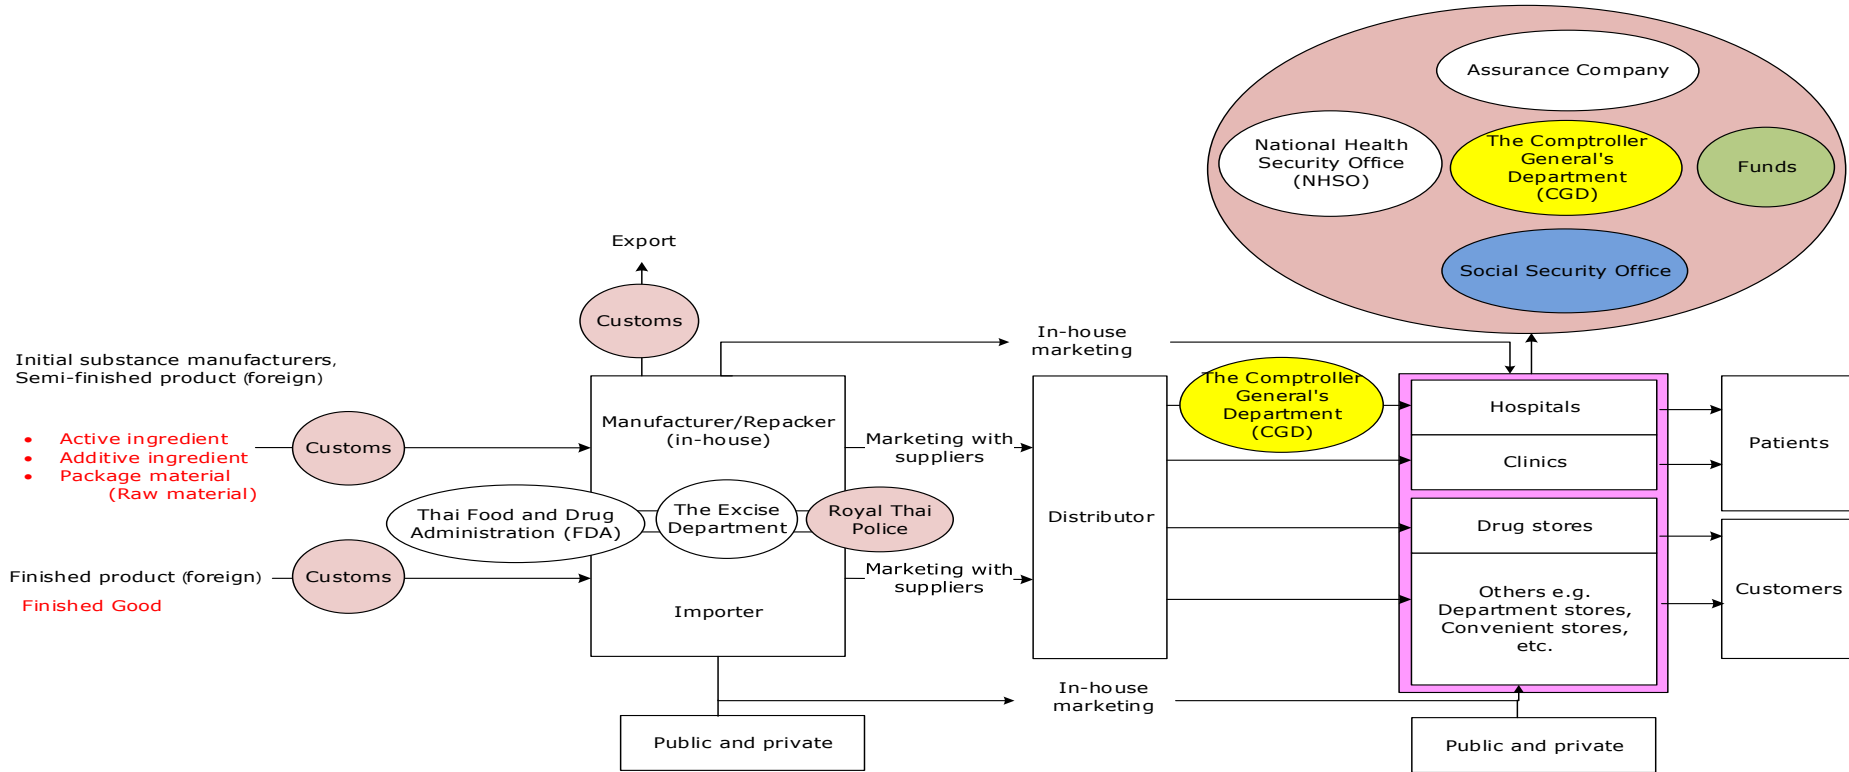 Assurance Company
National Health
Security Office
(NHSO)
The Comptroller
General's
Department
(CGD)
Funds
Social Security Office
Export
Customs
In-house
marketing
Initial substance manufacturers,
Semi-finished product (foreign)
• Active ingredient
• Additive ingredient
• Package material
(Raw material)
Customs
Manufacturer/Repacker
(in-house)
Marketing with
suppliers
The Comptroller
General's
Department
(CGD)
Hospitals
Clinics
Patients
Thai Food and Drug
Administration (FDA)
The Excise
Department
Royal Thai
Police
Distributor
Drug stores
Finished product (foreign)
Finished Good
Customs
Importer
Marketing with
suppliers
Others e.g.
Department stores,
Convenient stores,
etc.
Customers
In-house
marketing
Public and private
Public and private